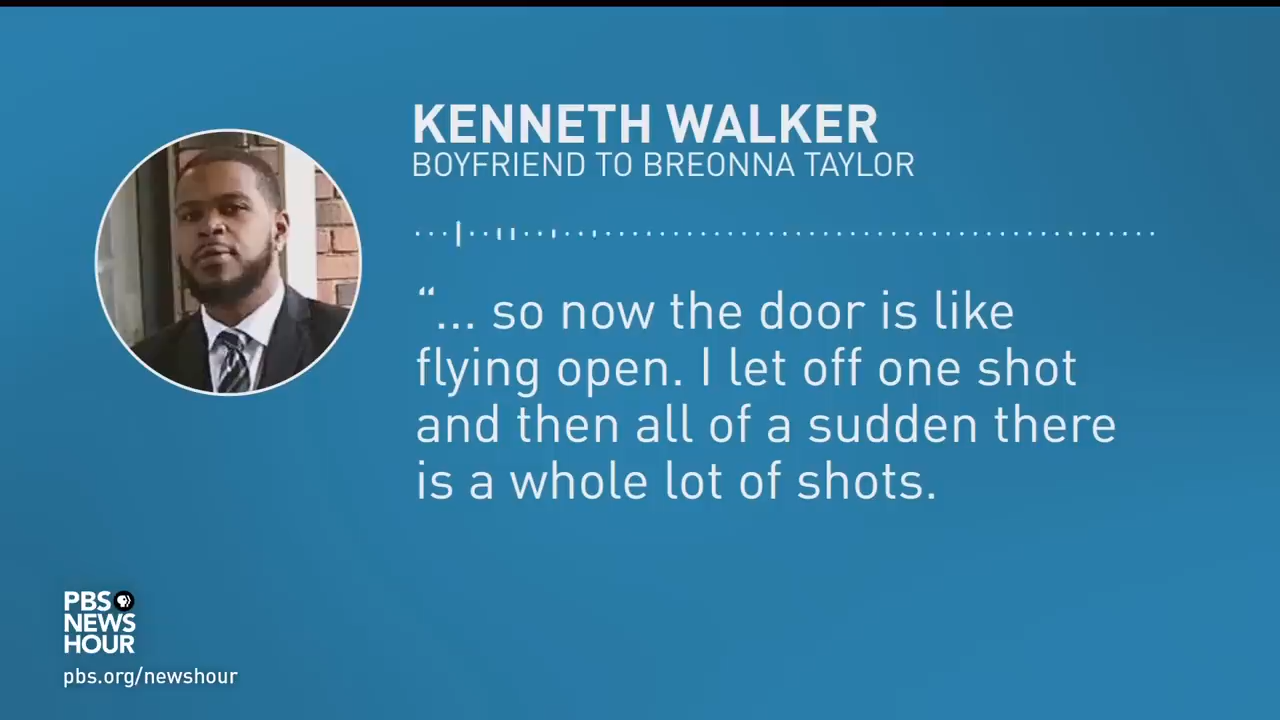 KENNETH WALKER
BOYFRIEND TO BREONNA TAYLOR
“... so now the door is like
flying open. I let off one shot
and then all of a sudden there
is a whole lot of shots.
PBS
NEWS
HOUR
pbs.org/newshour